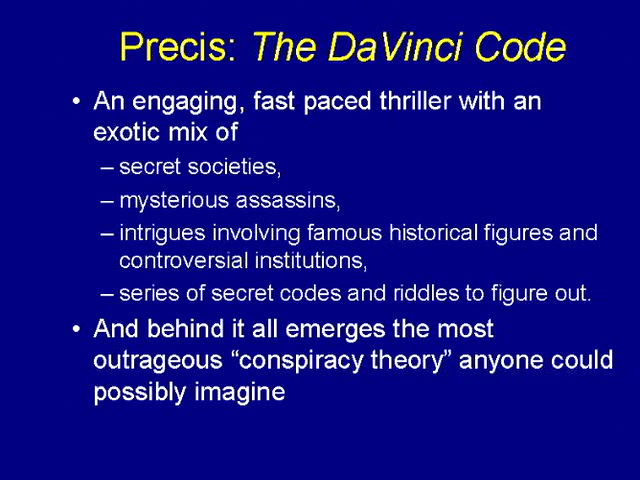 Precis: The DaVinci Code
• An engaging, fast paced thriller with an
exotic mix of
– secret societies,
– mysterious assassins,
– intrigues involving famous historical figures and
controversial institutions,
– series of secret codes and riddles to figure out.
• And behind it all emerges the most
outrageous “conspiracy theory” anyone could
possibly imagine